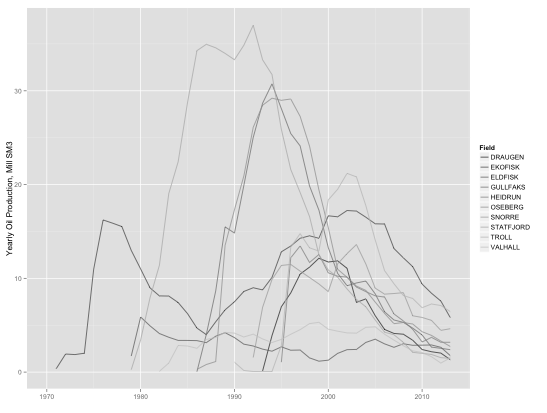 Yearly Oil Production, Mill SM3
30
20
10
0
1970
1980
1990
2000
2010
Field
DRAUGEN
EKOFISK
ELDFISK
GULLFAKS
HEIDRUN
OSEBERG
SNORRE
STATFJORD
TROLL
VALHALL